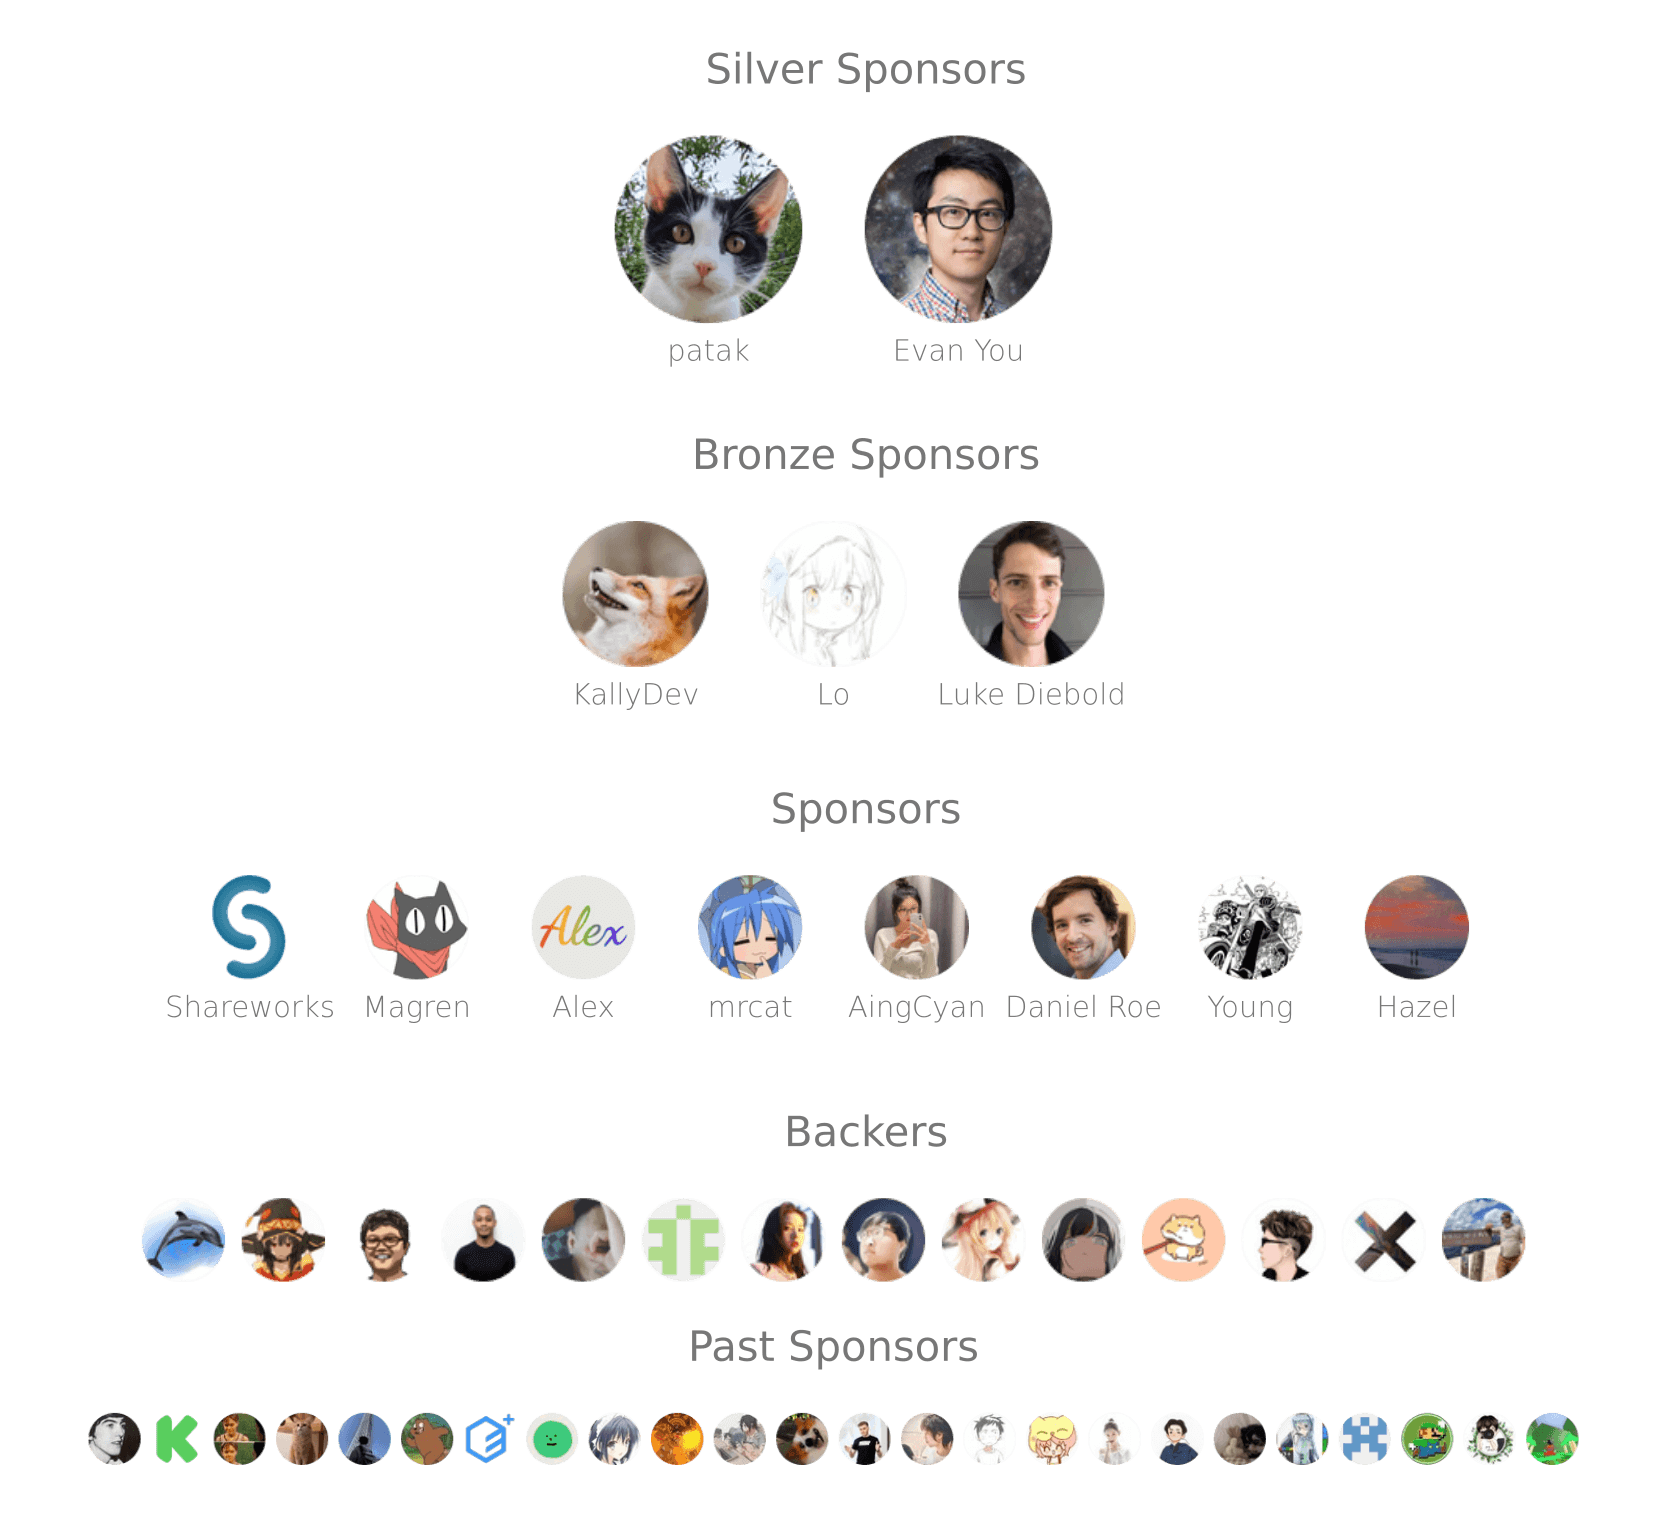 Silver Sponsors
patak Evan You
Bronze Sponsors
KallyDev Lo Luke Diebold
Sponsors
Alex
Shareworks Magren Alex mrcat AingCyan Daniel Roe Young Hazel
Backers
Past Sponsors
K